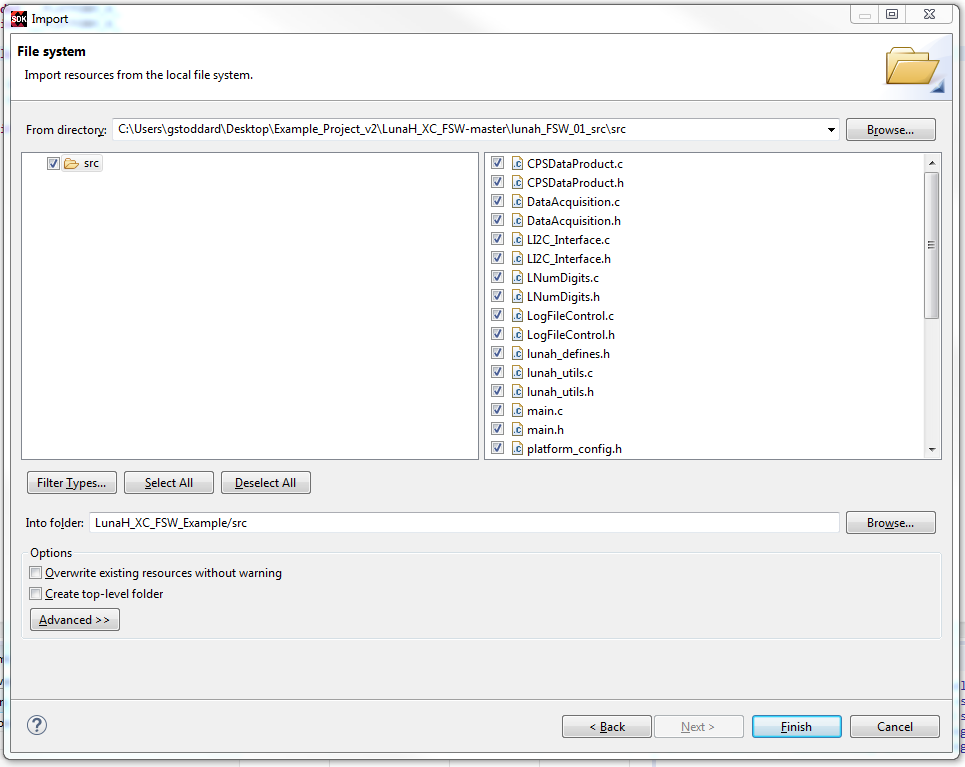 SDK Import
File system
Import resources from the local file system.
From directory: C:\Users\gstoddard\Desktop\Example_Project_v2\LunaH_XC_FSW-master\lunah_FSW_01_src\src Browse...
src
CPSDataProduct.c
CPSDataProduct.h
DataAcquisition.c
DataAcquisition.h
LI2C_Interface.c
LI2C_Interface.h
LNumDigits.c
LNumDigits.h
LogFileControl.c
LogFileControl.h
lunah_defines.h
lunah_utils.c
lunah_utils.h
main.c
main.h
platform_config.h
Filter Types... Select All Deselect All
Into folder: LunaH_XC_FSW_Example/src Browse...
Options
Overwrite existing resources without warning
Create top-level folder
Advanced >>
? < Back Next > Finish Cancel